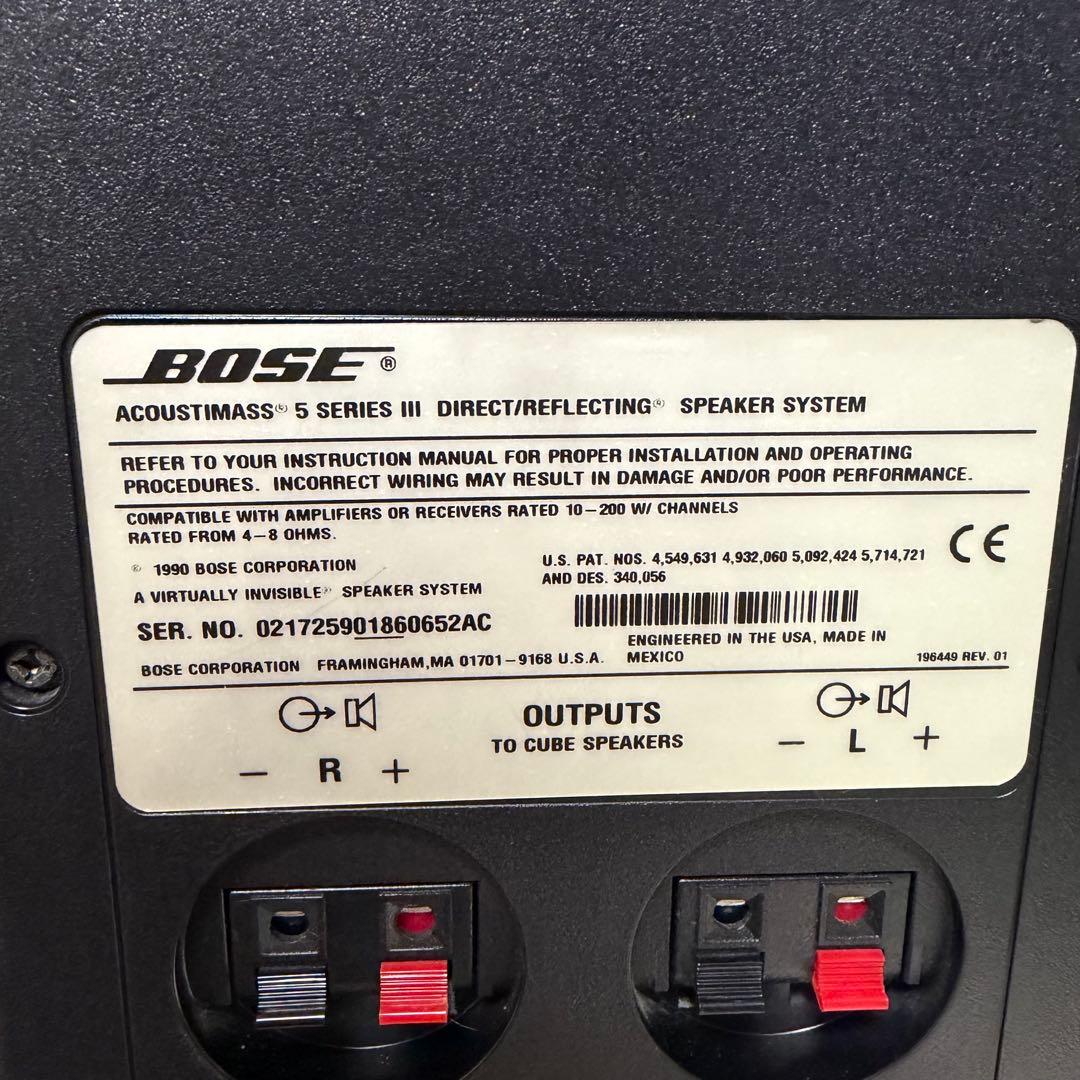 BOSE®
ACOUSTIMASS® 5 SERIES III DIRECT/REFLECTING® SPEAKER SYSTEM
REFER TO YOUR INSTRUCTION MANUAL FOR PROPER INSTALLATION AND OPERATING
PROCEDURES. INCORRECT WIRING MAY RESULT IN DAMAGE AND/OR POOR PERFORMANCE.
COMPATIBLE WITH AMPLIFIERS OR RECEIVERS RATED 10-200 W/ CHANNELS
RATED FROM 4-8 OHMS.
© 1990 BOSE CORPORATION
A VIRTUALLY INVISIBLE® SPEAKER SYSTEM
SER. NO. 021725901860652AC
BOSE CORPORATION FRAMINGHAM,MA 01701-9168 U.S.A.
U.S. PAT. NOS. 4,549,631 4,932,060 5,092,424 5,714,721
AND DES. 340,056
CE
ENGINEERED IN THE USA, MADE IN
MEXICO
196449 REV. 01
OUTPUTS
TO CUBE SPEAKERS
− R +
− L +